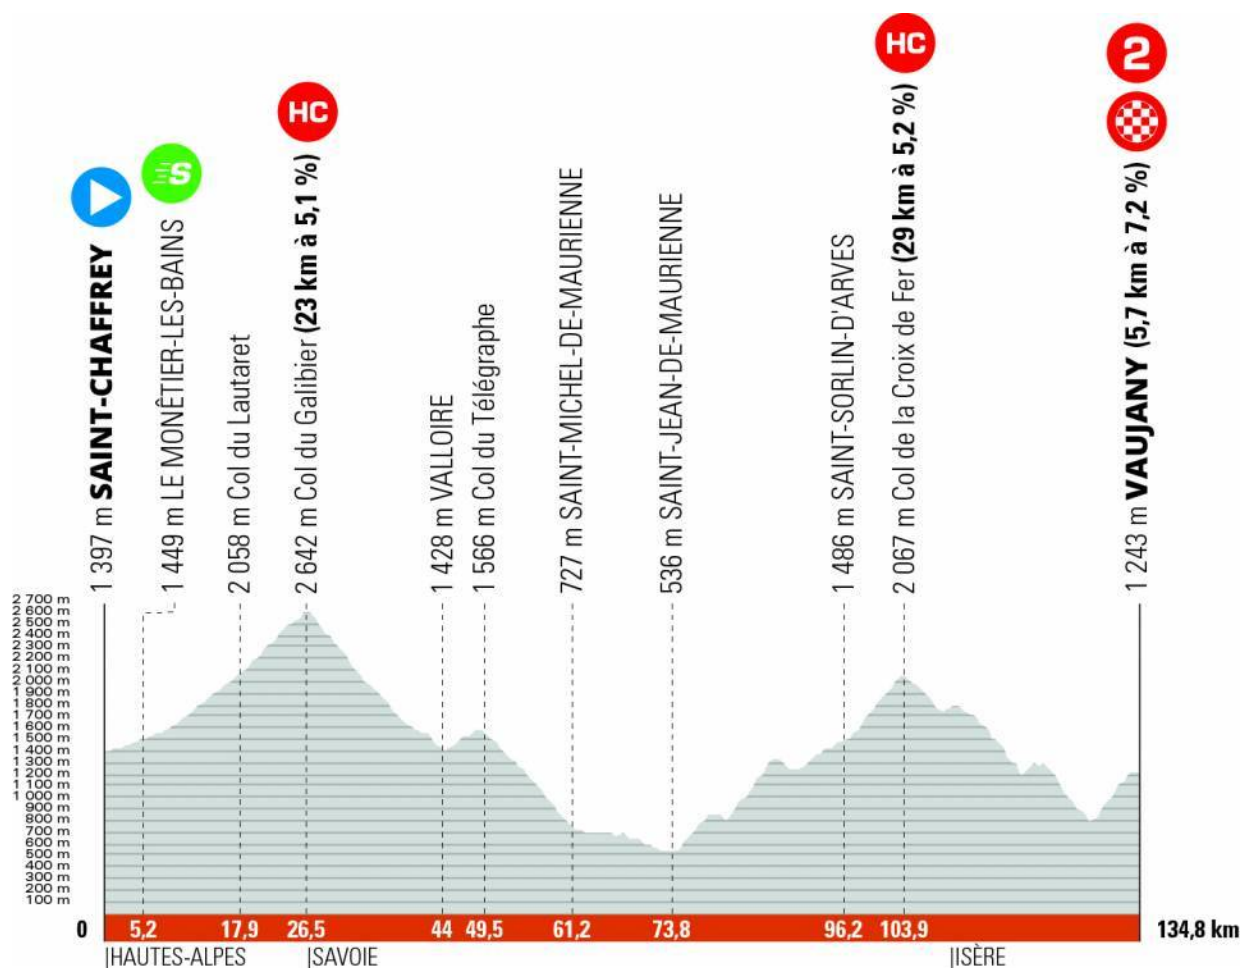 HC
2
S
HC
1 397 m SAINT-CHAFFREY
1 449 m LE MONÊTIER-LES-BAINS
2 058 m Col du Lautaret
2 642 m Col du Galibier (23 km à 5,1 %)
1 428 m VALLOIRE
1 566 m Col du Télégraphe
727 m SAINT-MICHEL-DE-MAURIENNE
536 m SAINT-JEAN-DE-MAURIENNE
1 486 m SAINT-SORLIN-D'ARVES
2 067 m Col de la Croix de Fer (29 km à 5,2 %)
1 243 m VAUJANY (5,7 km à 7,2 %)
2 700 m
2 600 m
2 500 m
2 400 m
2 300 m
2 200 m
2 100 m
2 000 m
1 900 m
1 800 m
1 700 m
1 600 m
1 500 m
1 400 m
1 300 m
1 200 m
1 100 m
1 000 m
900 m
800 m
700 m
600 m
500 m
400 m
300 m
200 m
100 m
0 5,2 17,9 26,5 44 49,5 61,2 73,8 96,2 103,9 134,8 km
|HAUTES-ALPES |SAVOIE |ISÈRE